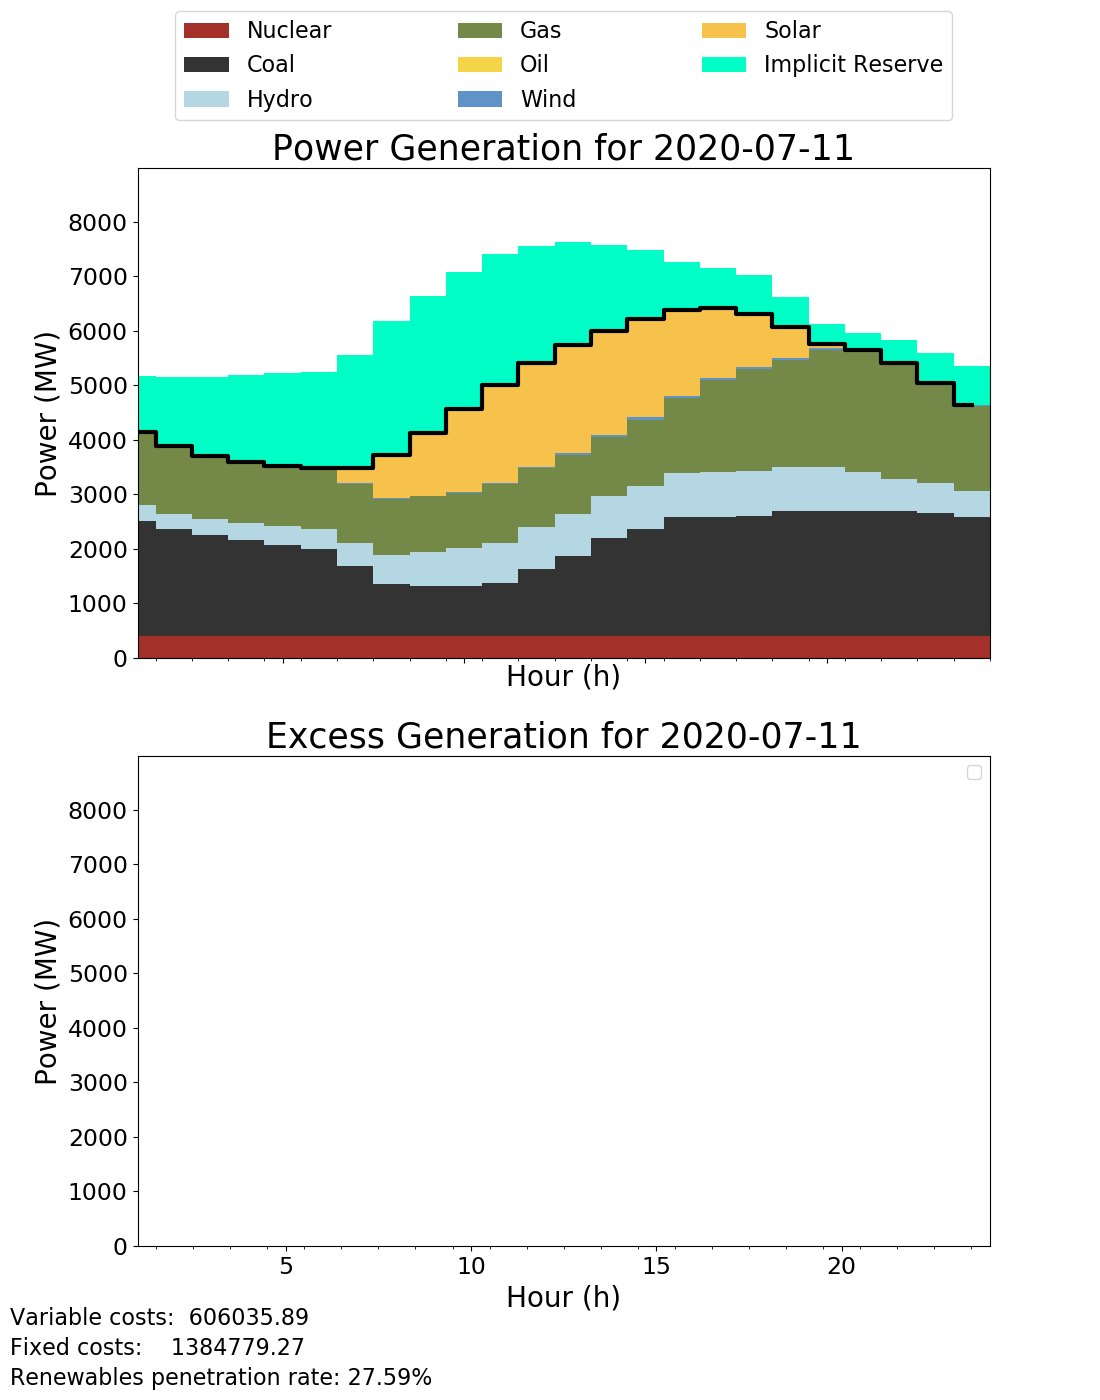 Nuclear Gas Solar
Coal Oil Implicit Reserve
Hydro Wind
Power Generation for 2020-07-11
8000
7000
6000
5000
4000
3000
2000
1000
0
Power (MW)
Hour (h)
Excess Generation for 2020-07-11
8000
7000
6000
5000
4000
3000
2000
1000
0
Power (MW)
5 10 15 20
Hour (h)
Variable costs: 606035.89
Fixed costs: 1384779.27
Renewables penetration rate: 27.59%